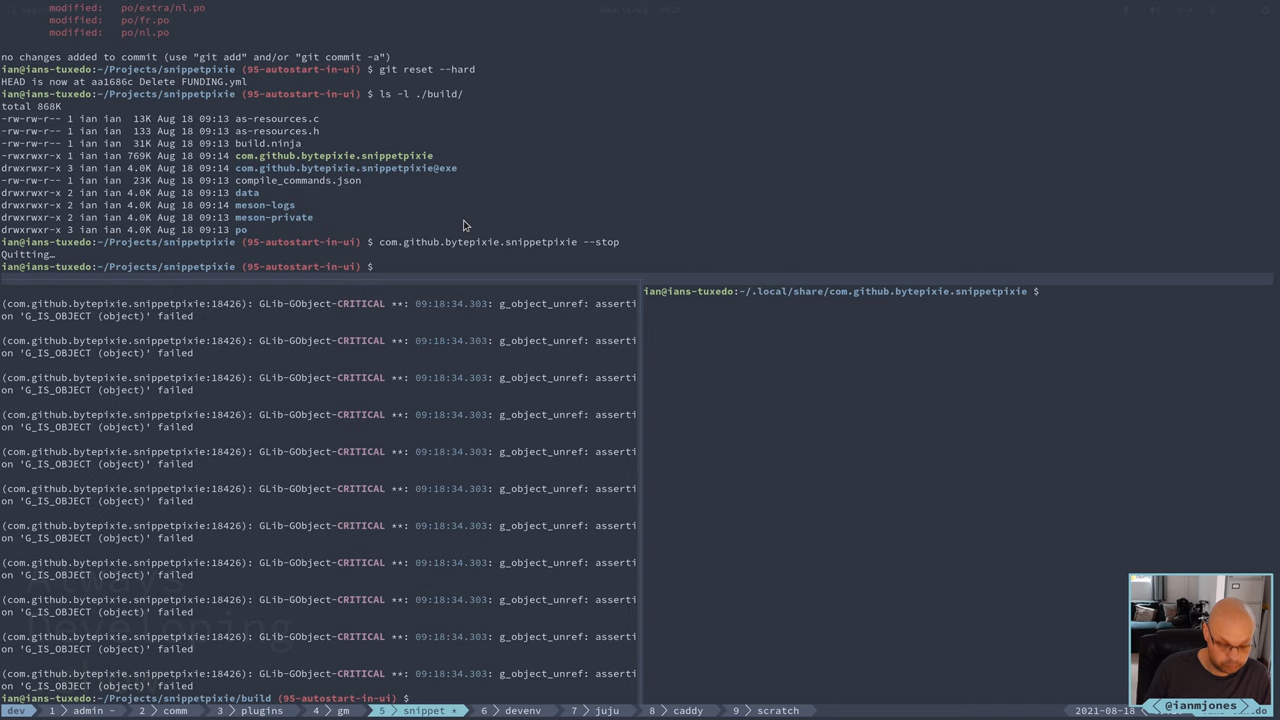 modified:   po/extra/nl.po
modified:   po/fr.po
modified:   po/nl.po
no changes added to commit (use "git add" and/or "git commit -a")
ian@ians-tuxedo:~/Projects/snippetpixie (95-autostart-in-ui) $ git reset --hard
HEAD is now at aa1686c Delete FUNDING.yml
ian@ians-tuxedo:~/Projects/snippetpixie (95-autostart-in-ui) $ ls -l ./build/
total 868K
-rw-rw-r-- 1 ian ian  13K Aug 18 09:13 as-resources.c
-rw-rw-r-- 1 ian ian  133 Aug 18 09:13 as-resources.h
-rw-rw-r-- 1 ian ian  31K Aug 18 09:13 build.ninja
-rwxrwxr-x 1 ian ian 769K Aug 18 09:14 com.github.bytepixie.snippetpixie
drwxrwxr-x 3 ian ian 4.0K Aug 18 09:14 com.github.bytepixie.snippetpixie@exe
-rw-rw-r-- 1 ian ian  23K Aug 18 09:13 compile_commands.json
drwxrwxr-x 2 ian ian 4.0K Aug 18 09:13 data
drwxrwxr-x 2 ian ian 4.0K Aug 18 09:14 meson-logs
drwxrwxr-x 2 ian ian 4.0K Aug 18 09:13 meson-private
drwxrwxr-x 3 ian ian 4.0K Aug 18 09:13 po
ian@ians-tuxedo:~/Projects/snippetpixie (95-autostart-in-ui) $ com.github.bytepixie.snippetpixie --stop
Quitting…
ian@ians-tuxedo:~/Projects/snippetpixie (95-autostart-in-ui) $
(com.github.bytepixie.snippetpixie:18426): GLib-GObject-CRITICAL **: 09:18:34.303: g_object_unref: asserti
on 'G_IS_OBJECT (object)' failed
(com.github.bytepixie.snippetpixie:18426): GLib-GObject-CRITICAL **: 09:18:34.303: g_object_unref: asserti
on 'G_IS_OBJECT (object)' failed
(com.github.bytepixie.snippetpixie:18426): GLib-GObject-CRITICAL **: 09:18:34.303: g_object_unref: asserti
on 'G_IS_OBJECT (object)' failed
(com.github.bytepixie.snippetpixie:18426): GLib-GObject-CRITICAL **: 09:18:34.303: g_object_unref: asserti
on 'G_IS_OBJECT (object)' failed
(com.github.bytepixie.snippetpixie:18426): GLib-GObject-CRITICAL **: 09:18:34.303: g_object_unref: asserti
on 'G_IS_OBJECT (object)' failed
(com.github.bytepixie.snippetpixie:18426): GLib-GObject-CRITICAL **: 09:18:34.303: g_object_unref: asserti
on 'G_IS_OBJECT (object)' failed
(com.github.bytepixie.snippetpixie:18426): GLib-GObject-CRITICAL **: 09:18:34.303: g_object_unref: asserti
on 'G_IS_OBJECT (object)' failed
(com.github.bytepixie.snippetpixie:18426): GLib-GObject-CRITICAL **: 09:18:34.303: g_object_unref: asserti
on 'G_IS_OBJECT (object)' failed
(com.github.bytepixie.snippetpixie:18426): GLib-GObject-CRITICAL **: 09:18:34.303: g_object_unref: asserti
on 'G_IS_OBJECT (object)' failed
(com.github.bytepixie.snippetpixie:18426): GLib-GObject-CRITICAL **: 09:18:34.303: g_object_unref: asserti
on 'G_IS_OBJECT (object)' failed
(com.github.bytepixie.snippetpixie:18426): GLib-GObject-CRITICAL **: 09:18:34.303: g_object_unref: asserti
on 'G_IS_OBJECT (object)' failed
ian@ians-tuxedo:~/Projects/snippetpixie/build (95-autostart-in-ui) $
ian@ians-tuxedo:~/.local/share/com.github.bytepixie.snippetpixie $
Always
Developing
@ianmjones
dev 1 admin - 2 comm 3 plugins 4 gm 5 snippet * 6 devenv 7 juju 8 caddy 9 scratch 2021-08-18